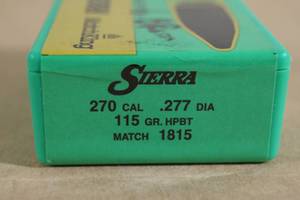 SIERRA
270 CAL .277 DIA
115 GR. HPBT
MATCH 1815